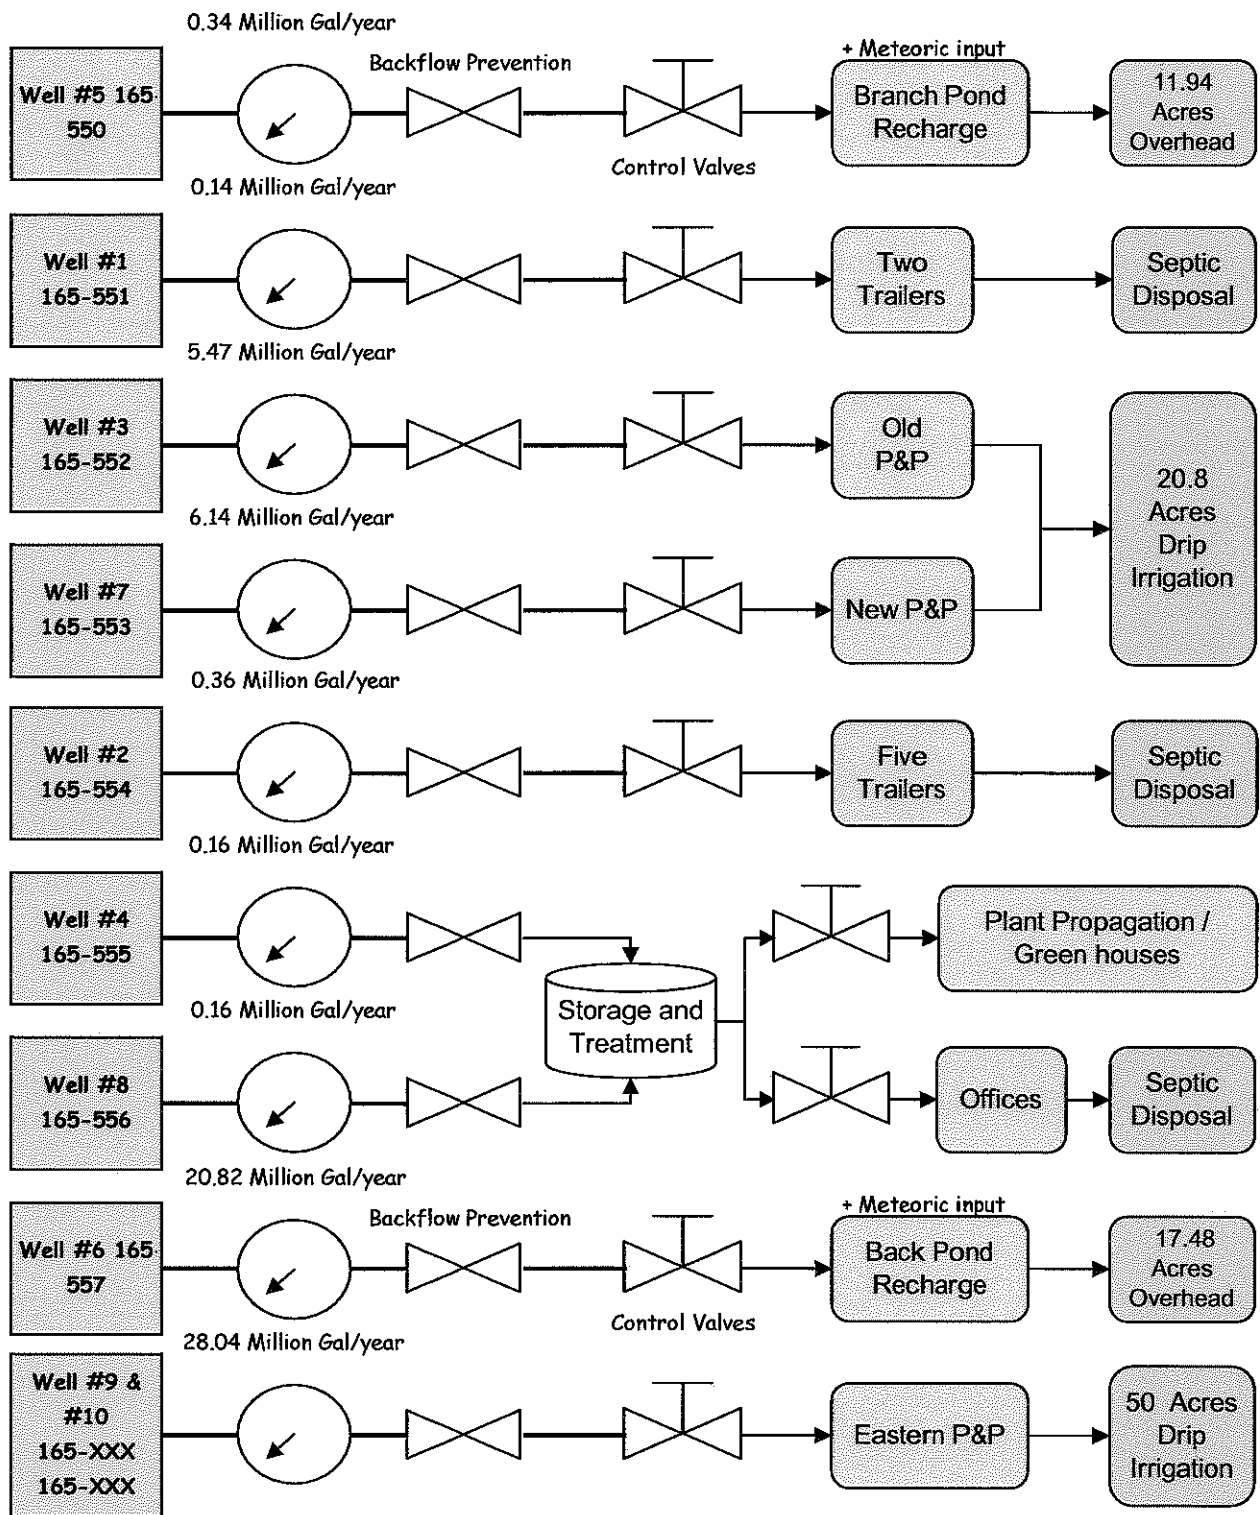 0.34 Million Gal/year
+ Meteoric input
Backflow Prevention
Well #5 165-
550
Branch Pond
Recharge
11.94
Acres
Overhead
Control Valves
0.14 Million Gal/year
Well #1
165-551
Two
Trailers
Septic
Disposal
5.47 Million Gal/year
Well #3
165-552
Old
P&P
20.8
Acres
Drip
Irrigation
6.14 Million Gal/year
Well #7
165-553
New P&P
0.36 Million Gal/year
Well #2
165-554
Five
Trailers
Septic
Disposal
0.16 Million Gal/year
Well #4
165-555
Plant Propagation /
Green houses
0.16 Million Gal/year
Storage and
Treatment
Well #8
165-556
Offices
Septic
Disposal
20.82 Million Gal/year
+ Meteoric input
Backflow Prevention
Well #6 165-
557
Back Pond
Recharge
17.48
Acres
Overhead
Control Valves
28.04 Million Gal/year
Well #9 &
#10
165-XXX
165-XXX
Eastern P&P
50 Acres
Drip
Irrigation